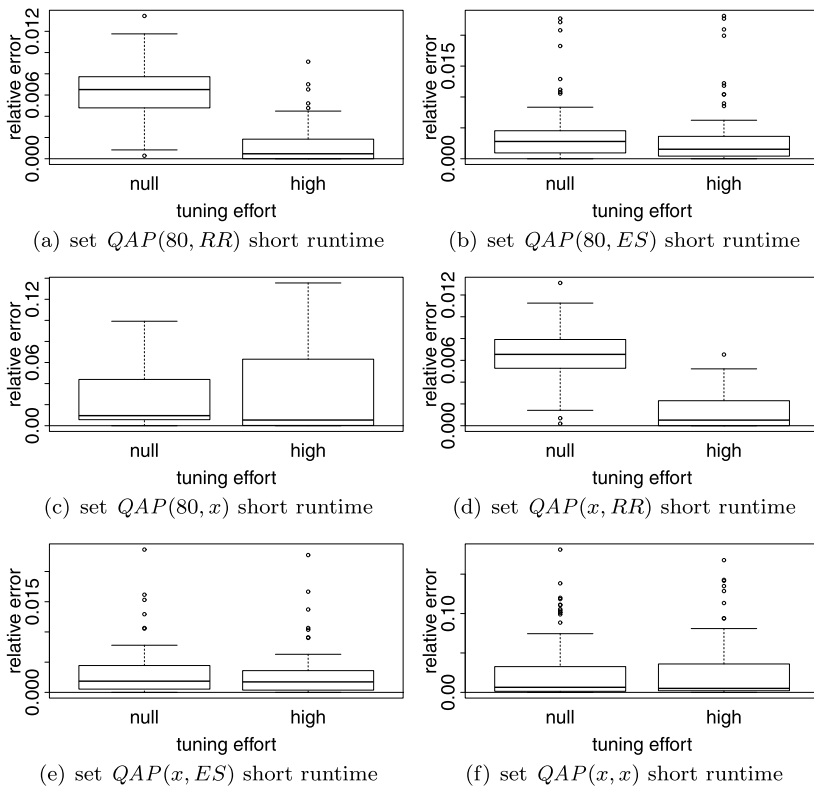 relative error
0.000 0.006 0.012
null high
tuning effort
(a) set QAP(80, RR) short runtime
relative error
0.000 0.015
null high
tuning effort
(b) set QAP(80, ES) short runtime
relative error
0.00 0.06 0.12
null high
tuning effort
(c) set QAP(80, x) short runtime
relative error
0.000 0.006 0.012
null high
tuning effort
(d) set QAP(x, RR) short runtime
relative error
0.000 0.015
null high
tuning effort
(e) set QAP(x, ES) short runtime
relative error
0.00 0.10
null high
tuning effort
(f) set QAP(x, x) short runtime